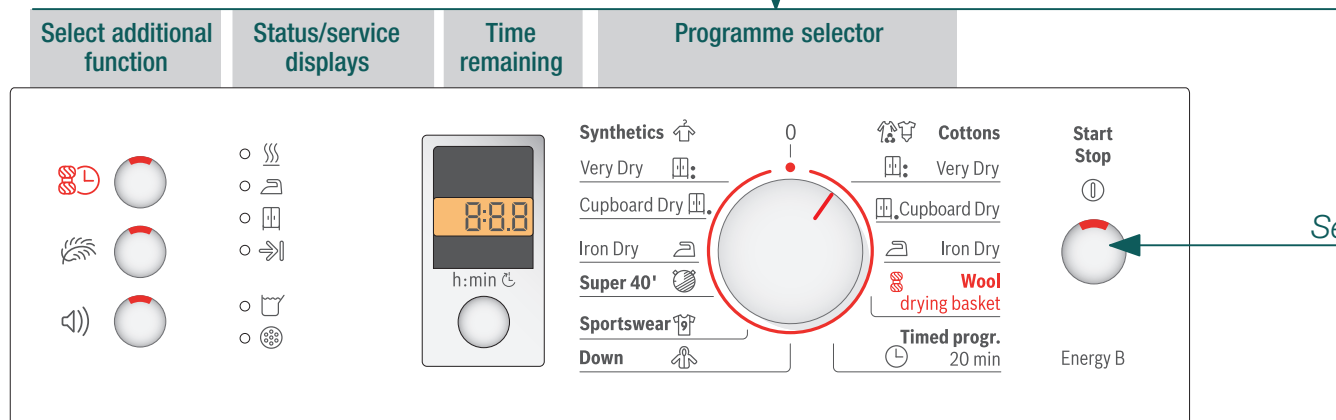 Select additional
function
Status/service
displays
Time
remaining
Programme selector
8:8.8
h:min
Synthetics
Very Dry
Cupboard Dry
Iron Dry
Super 40'
Sportswear
Down
0
Cottons
Very Dry
Cupboard Dry
Iron Dry
Wool
drying basket
Timed progr.
20 min
Start
Stop
Energy B
Se